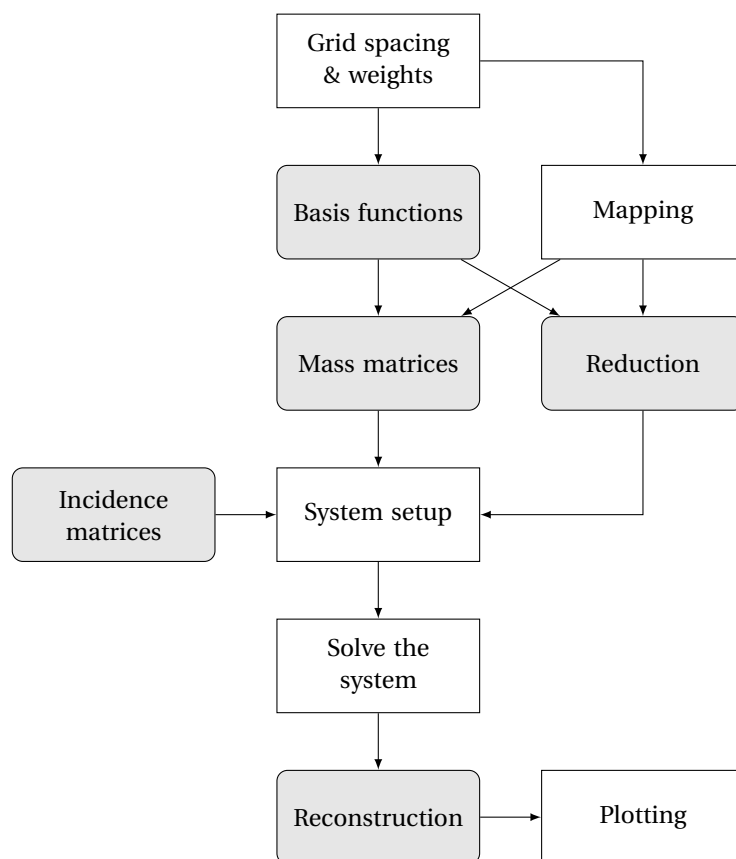 Grid spacing
& weights
Basis functions
Mapping
Mass matrices
Reduction
Incidence
matrices
System setup
Solve the
system
Reconstruction
Plotting